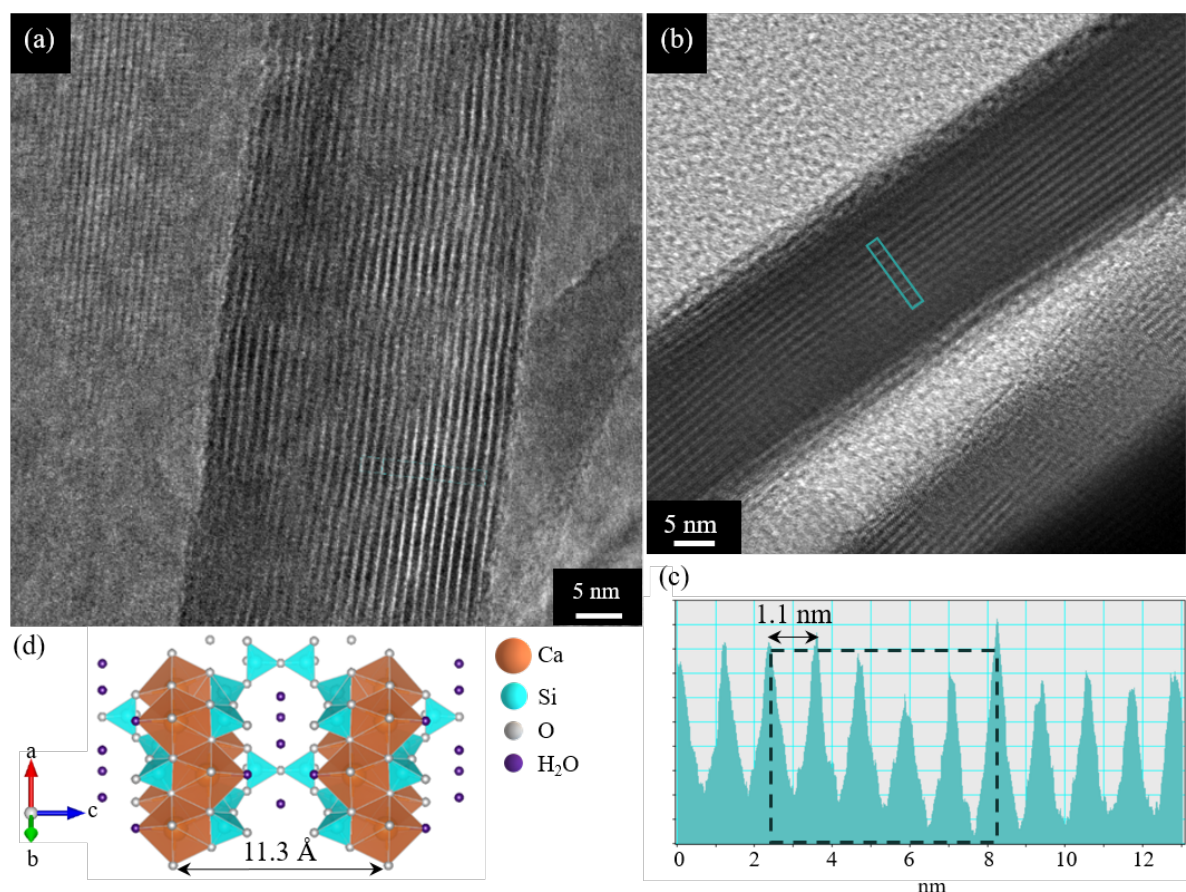 (a)
5 nm
(b)
5 nm
(c)
1.1 nm
0 2 4 6 8 10 12
nm
(d)
a
c
b
11.3 Å
Ca
Si
O
H₂O